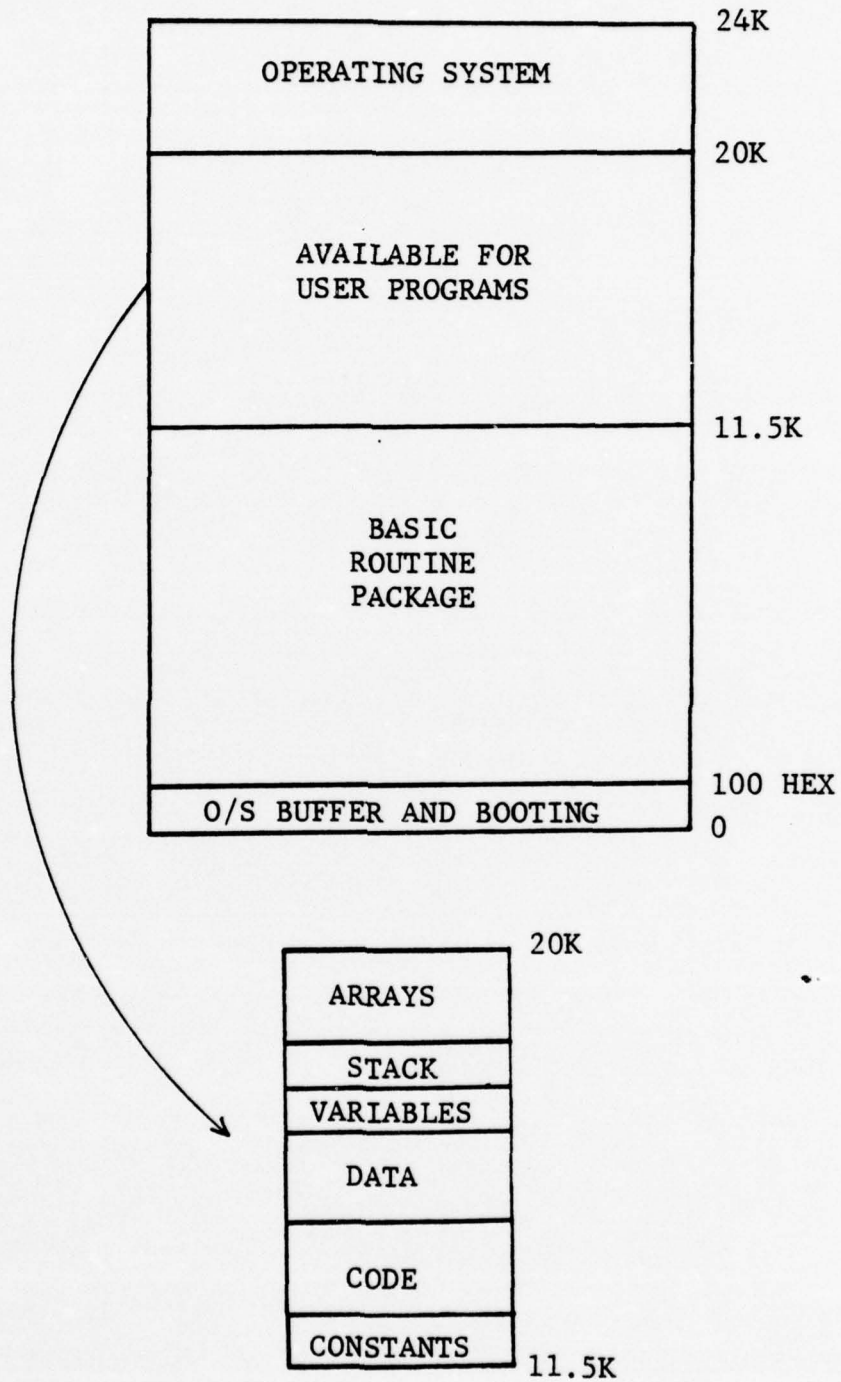 24K
OPERATING SYSTEM
20K
AVAILABLE FOR
USER PROGRAMS
11.5K
BASIC
ROUTINE
PACKAGE
100 HEX
O/S BUFFER AND BOOTING
0
20K
ARRAYS
STACK
VARIABLES
DATA
CODE
CONSTANTS
11.5K